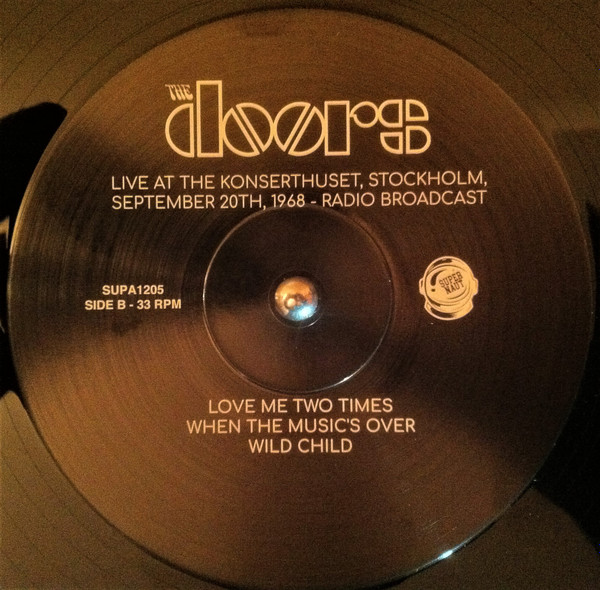 THE
doors
LIVE AT THE KONSERTHUSET, STOCKHOLM,
SEPTEMBER 20TH, 1968 - RADIO BROADCAST
SUPA1205
SIDE B - 33 RPM
SUPER
NAUT
LOVE ME TWO TIMES
WHEN THE MUSIC'S OVER
WILD CHILD